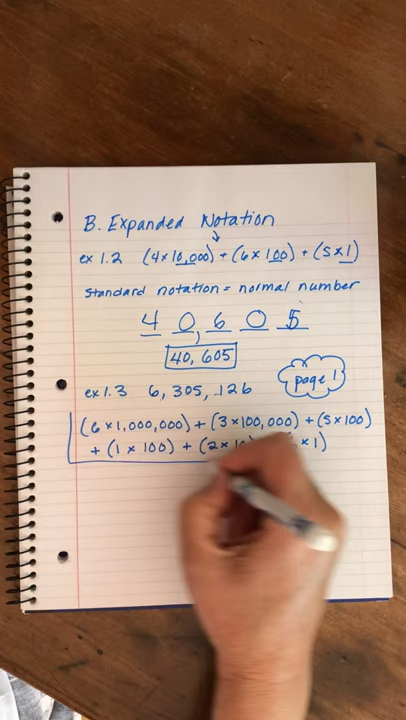 B. Expanded Notation
ex 1.2 (4 × 10,000) + (6 × 100) + (5 × 1)
standard notation = normal number
4 0, 6 0 5
40, 605
page 1
ex 1.3 6, 305, 126
(6 × 1,000,000) + (3 × 100,000) + (5 × 100)
+ (1 × 100) + (2 × 10 × 1)